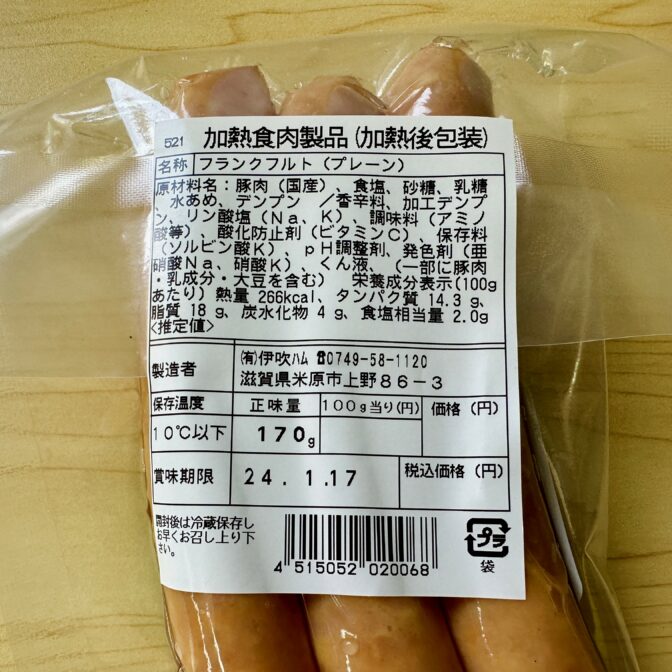 521 加熱食肉製品(加熱後包装)
名称 フランクフルト(プレーン)
原材料名:豚肉(国産)、食塩、砂糖、乳糖
、水あめ、デンプン /香辛料、加工デンプ
ン、リン酸塩(Na、K)、調味料(アミノ
酸等)、酸化防止剤(ビタミンC)、保存料
(ソルビン酸K)、pH調整剤、発色剤(亜
硝酸Na、硝酸K)、くん液、(一部に豚肉
・乳成分・大豆を含む) 栄養成分表示(100g
あたり)熱量 266kcal、タンパク質 14.3 g、
脂質 18 g、炭水化物 4 g、食塩相当量 2.0g
<推定値>
製造者 (有)伊吹ハム ☎0749-58-1120
滋賀県米原市上野86-3
保存温度 正味量 100g当り(円) 価格(円)
10℃以下 170g
賞味期限 24. 1.17 税込価格(円)
開封後は冷蔵保存し
お早くお召し上り下
さい。
4 515052 020068
プラ
袋